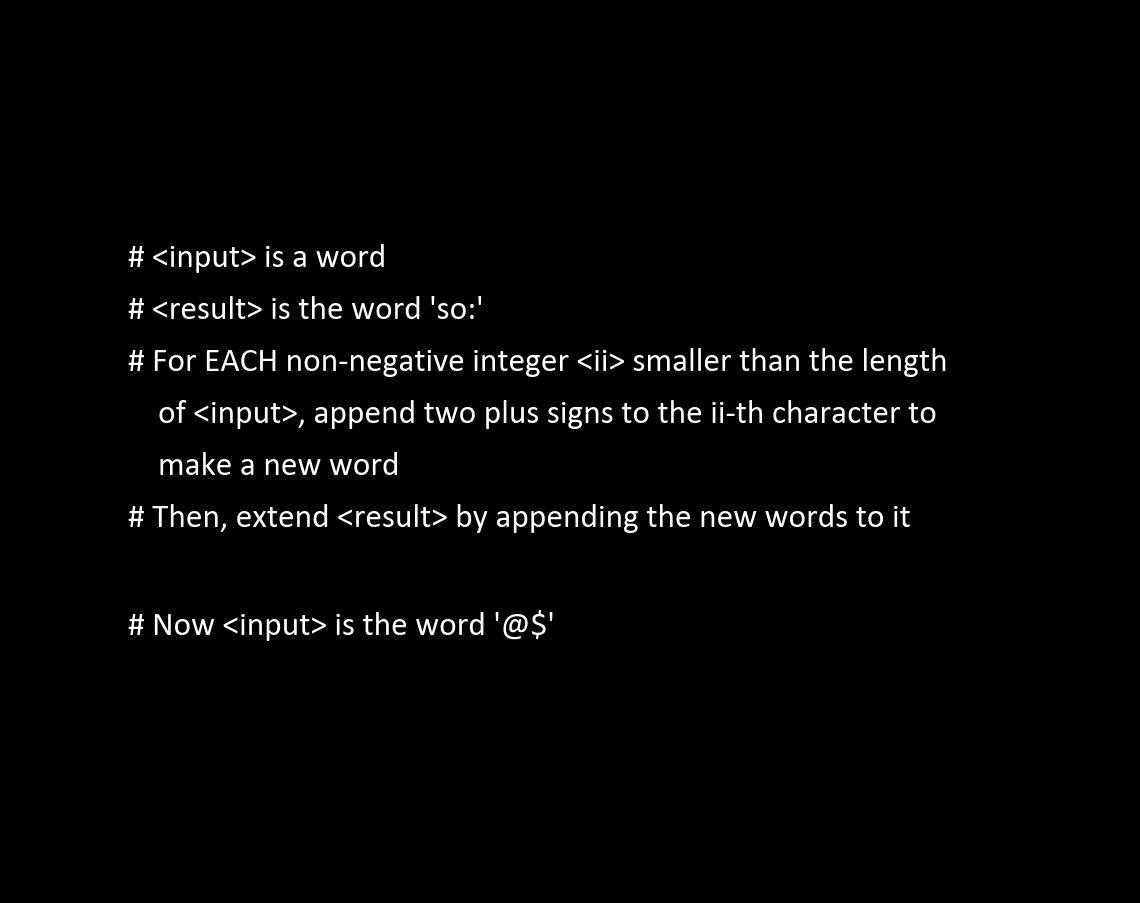 # <input> is a word
# <result> is the word 'so:'
# For EACH non-negative integer <ii> smaller than the length
of <input>, append two plus signs to the ii-th character to
make a new word
# Then, extend <result> by appending the new words to it
# Now <input> is the word '@$'